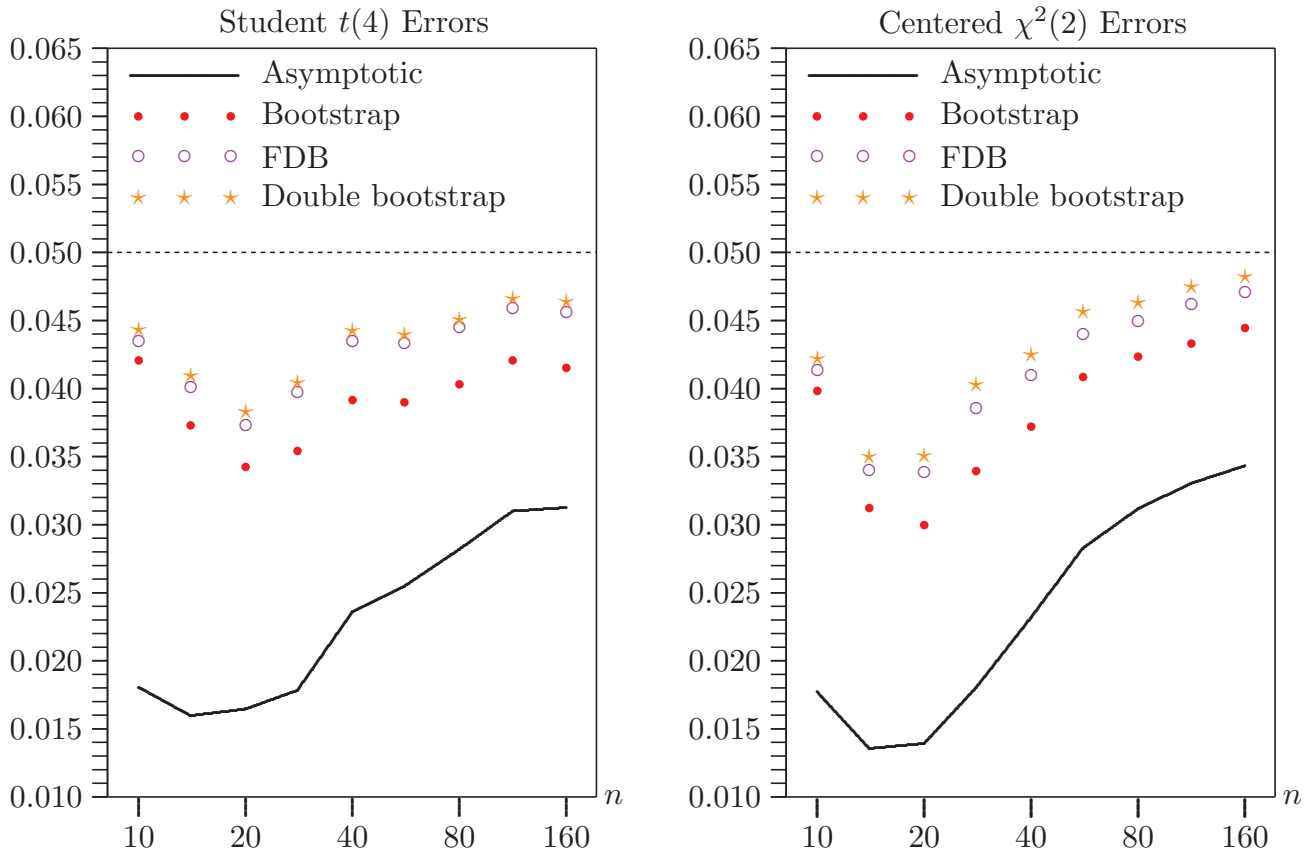 Student t(4) Errors
0.065
0.060
0.055
0.050
0.045
0.040
0.035
0.030
0.025
0.020
0.015
0.010
Asymptotic
Bootstrap
FDB
Double bootstrap
10 20 40 80 160
n
Centered χ²(2) Errors
0.065
0.060
0.055
0.050
0.045
0.040
0.035
0.030
0.025
0.020
0.015
0.010
Asymptotic
Bootstrap
FDB
Double bootstrap
10 20 40 80 160
n